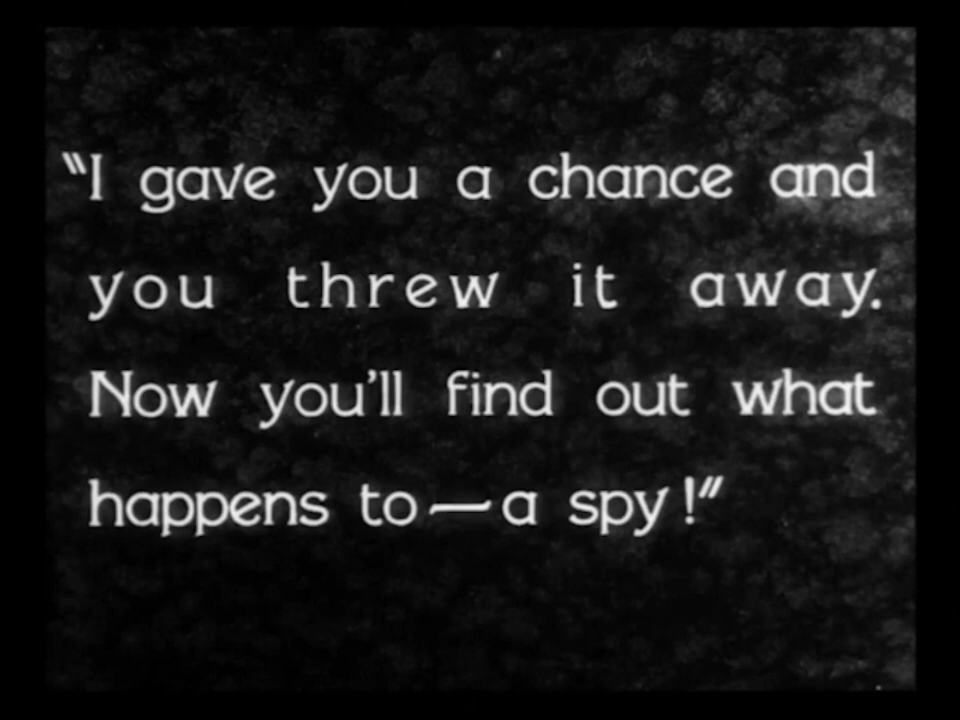 “I gave you a chance and
you threw it away.
Now you’ll find out what
happens to—a spy!”